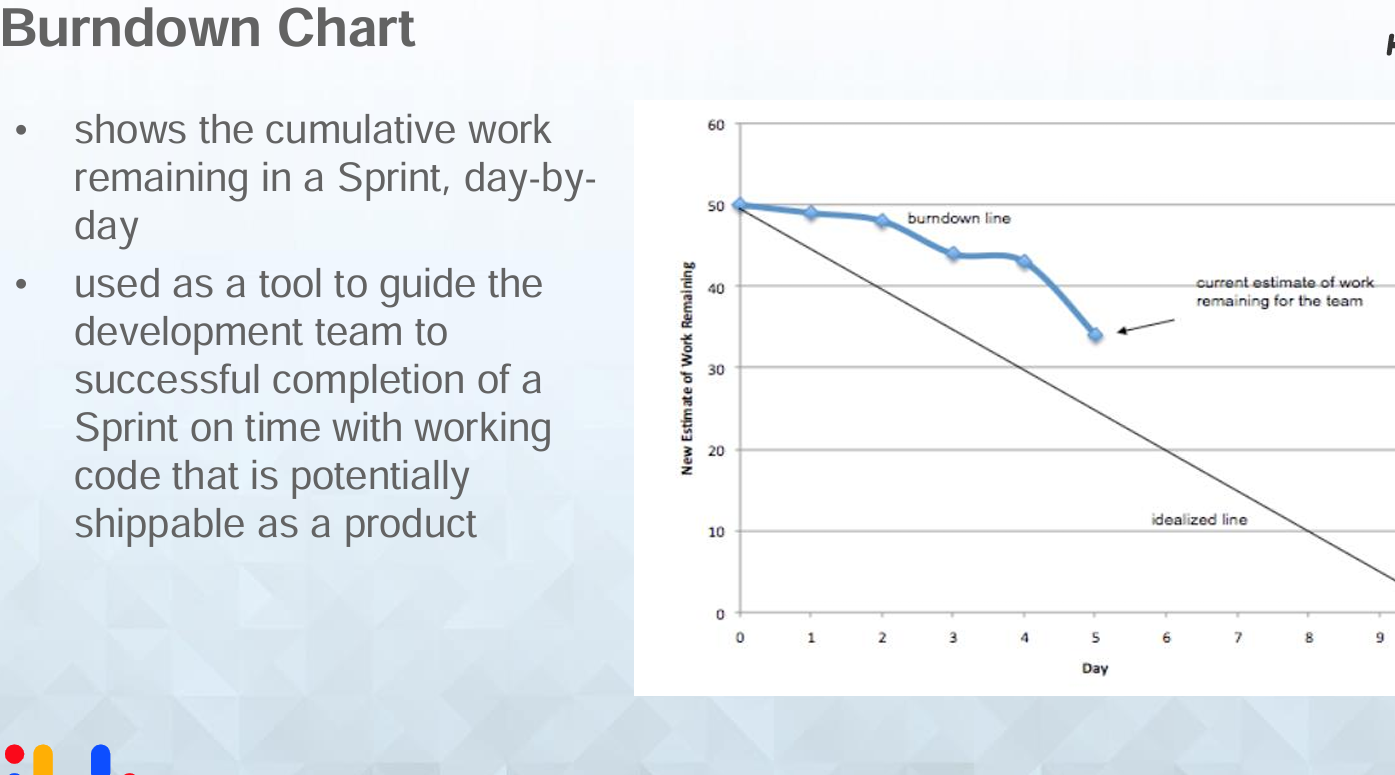 Burndown Chart
• shows the cumulative work
remaining in a Sprint, day-by-
day
• used as a tool to guide the
development team to
successful completion of a
Sprint on time with working
code that is potentially
shippable as a product
60
50
40
30
20
10
0
New Estimate of Work Remaining
burndown line
current estimate of work
remaining for the team
idealized line
0 1 2 3 4 5 6 7 8 9
Day